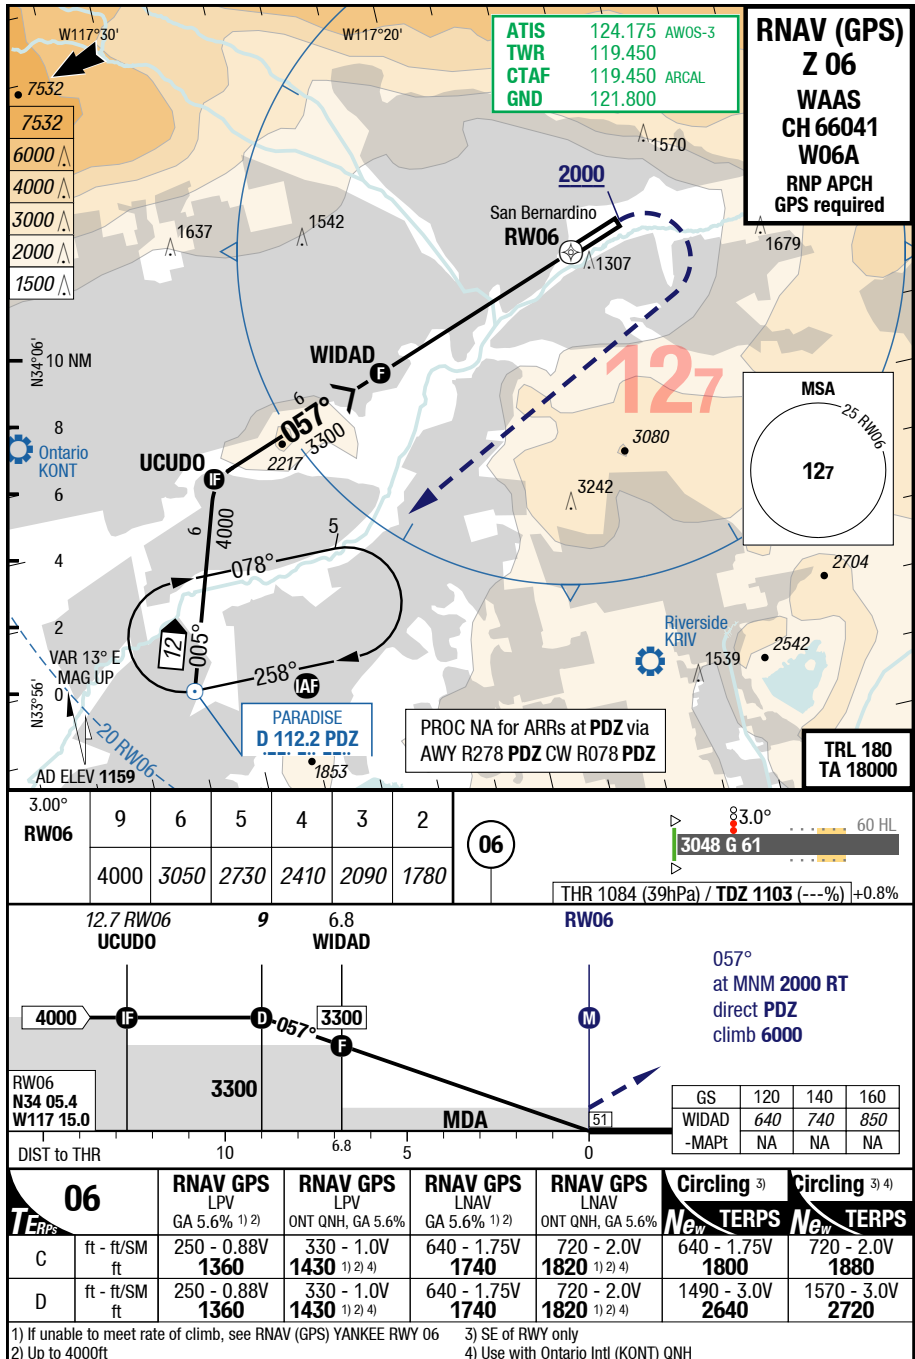 W117°30'
W117°20'
ATIS 124.175 AWOS-3
TWR 119.450
CTAF 119.450 ARCAL
GND 121.800
RNAV (GPS)
Z 06
WAAS
CH 66041
W06A
RNP APCH
GPS required
7532
7532
6000
4000
3000
2000
1500
1570
2000
San Bernardino
RW06
1637
1542
1307
1679
N34°06'
10 NM
WIDAD
F
127
MSA
25 RW06
127
8
Ontario
KONT
6
057°
3300
2217
UCUDO
IF
3080
3242
6
6
4000
5
4
078°
2704
2
12
005°
258°
IAF
Riverside
KRIV
1539
2542
VAR 13° E
MAG UP
N33°56'
0
20 RW06
AD ELEV 1159
PARADISE
D 112.2 PDZ
1853
PROC NA for ARRs at PDZ via
AWY R278 PDZ CW R078 PDZ
TRL 180
TA 18000
3.00°
RW06
9 6 5 4 3 2
4000 3050 2730 2410 2090 1780
06
3.0°
60 HL
3048 G 61
THR 1084 (39hPa) / TDZ 1103 (---%) +0.8%
12.7 RW06 9 6.8 RW06
UCUDO WIDAD
057°
at MNM 2000 RT
direct PDZ
climb 6000
4000 IF D 057° 3300 M
F
3300
RW06
N34 05.4
W117 15.0
MDA
51
GS 120 140 160
WIDAD 640 740 850
-MAPt NA NA NA
DIST to THR 10 6.8 5 0
TERPs 06
RNAV GPS
LPV
GA 5.6% 1) 2)
RNAV GPS
LPV
ONT QNH, GA 5.6%
RNAV GPS
LNAV
GA 5.6% 1) 2)
RNAV GPS
LNAV
ONT QNH, GA 5.6%
Circling 3)
New TERPS
Circling 3) 4)
New TERPS
C ft - ft/SM 250 - 0.88V 330 - 1.0V 640 - 1.75V 720 - 2.0V 640 - 1.75V 720 - 2.0V
ft 1360 1430 1) 2) 4) 1740 1820 1) 2) 4) 1800 1880
D ft - ft/SM 250 - 0.88V 330 - 1.0V 640 - 1.75V 720 - 2.0V 1490 - 3.0V 1570 - 3.0V
ft 1360 1430 1) 2) 4) 1740 1820 1) 2) 4) 2640 2720
1) If unable to meet rate of climb, see RNAV (GPS) YANKEE RWY 06 3) SE of RWY only
2) Up to 4000ft 4) Use with Ontario Intl (KONT) QNH